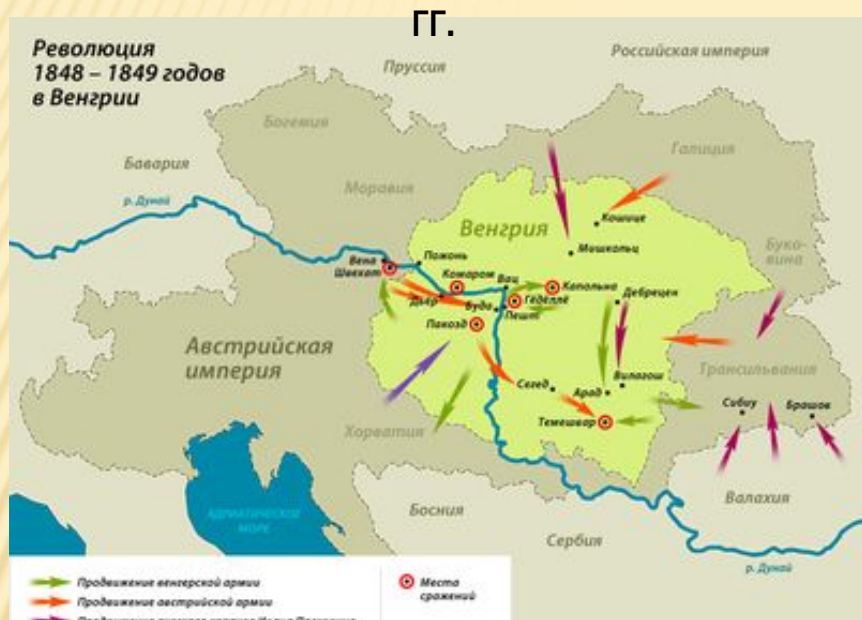 гг.
Революция
1848 – 1849 годов
в Венгрии
Российская империя
Пруссия
Богемия
Галиция
Бавария
Моравия
р. Дунай
Кошице
Венгрия
Мишкольц
Буко-
вина
Вена
Пожонь
Швехат
Комаром
Вац
Капольна
Дьёр
Гёдёллё
Дебрецен
Буда
Пешт
Пакозд
Австрийская
империя
Трансильвания
Вилагош
Сегед
Арад
Сибиу
Брашов
Хорватия
Темешвар
Валахия
АДРИАТИЧЕСКОЕ
МОРЕ
Босния
Сербия
р. Дунай
Продвижение венгерской армии
Места
сражений
Продвижение австрийской армии
Продвижение